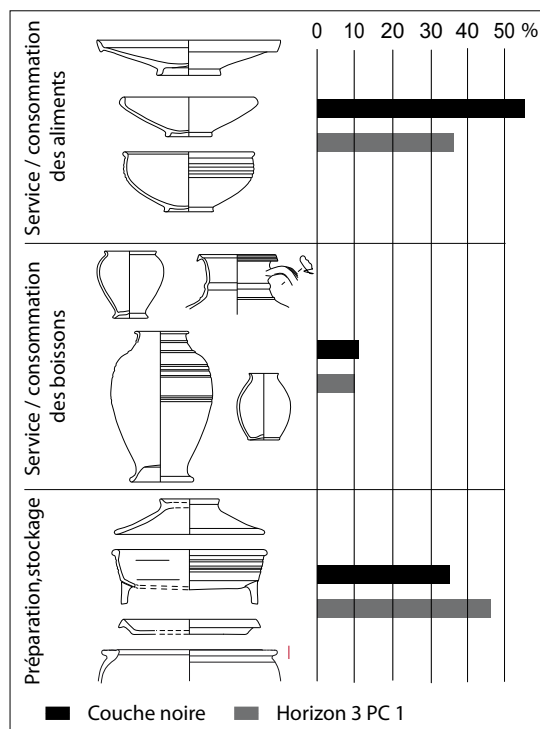 0 10 20 30 40 50 %
Service / consommation
des aliments
Service / consommation
des boissons
Préparation,stockage
Couche noire Horizon 3 PC 1